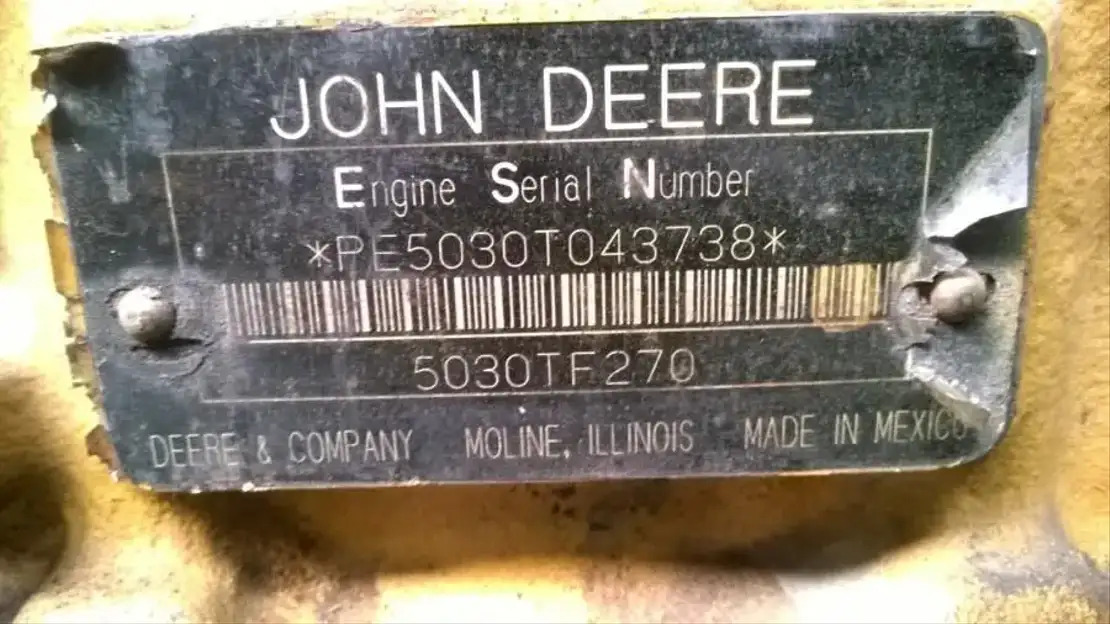 JOHN DEERE
Engine Serial Number
*PE5030T043738*
5030TF270
DEERE & COMPANY MOLINE, ILLINOIS MADE IN MEXICO